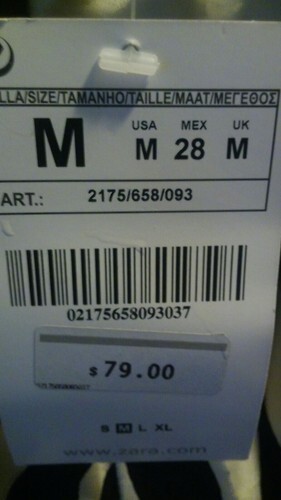 LLA/SIZE/TAMANHO/TAILLE/MAAT/ΜΕΓΕΘΟΣ
M USA M MEX 28 UK M
ART.: 2175/658/093
02175658093037
$ 79.00
S M L XL
www.zara.com